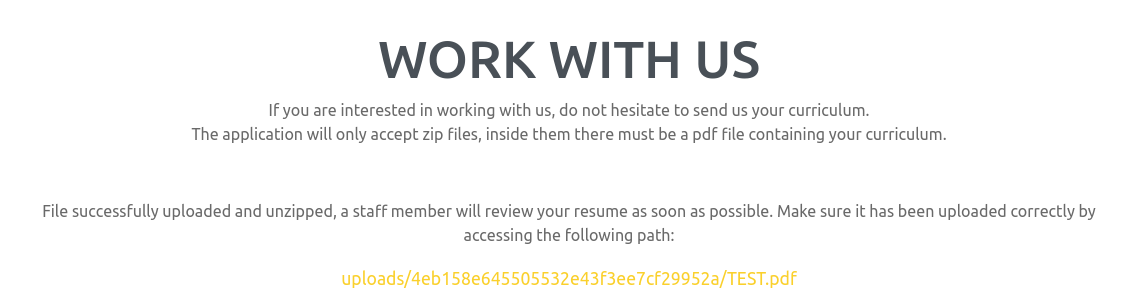 WORK WITH US
If you are interested in working with us, do not hesitate to send us your curriculum.
The application will only accept zip files, inside them there must be a pdf file containing your curriculum.
File successfully uploaded and unzipped, a staff member will review your resume as soon as possible. Make sure it has been uploaded correctly by
accessing the following path:
uploads/4eb158e645505532e43f3ee7cf29952a/TEST.pdf